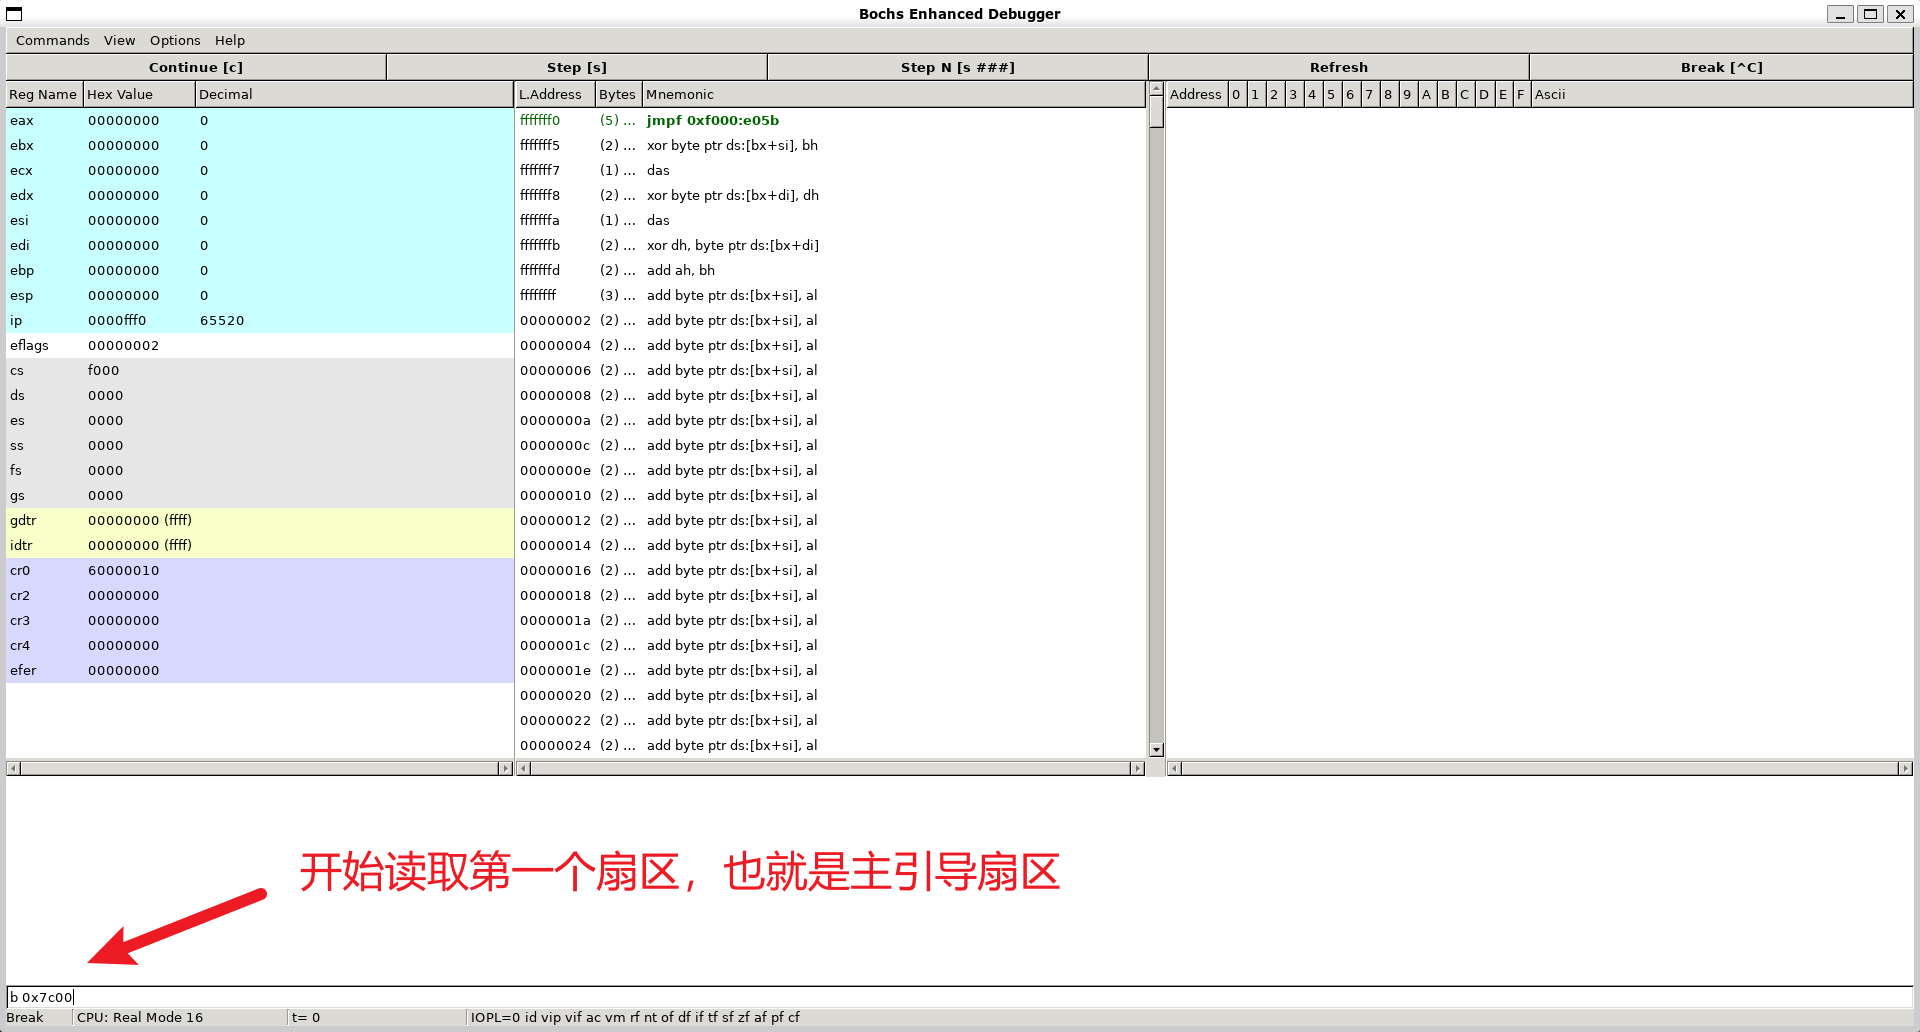 Bochs Enhanced Debugger
Commands View Options Help
Continue [c] Step [s] Step N [s ###] Refresh Break [^C]
Reg Name Hex Value Decimal L.Address Bytes Mnemonic Address 0 1 2 3 4 5 6 7 8 9 A B C D E F Ascii
eax 00000000 0 fffffff0 (5) ... jmpf 0xf000:e05b
ebx 00000000 0 fffffff5 (2) ... xor byte ptr ds:[bx+si], bh
ecx 00000000 0 fffffff7 (1) ... das
edx 00000000 0 fffffff8 (2) ... xor byte ptr ds:[bx+di], dh
esi 00000000 0 fffffffa (1) ... das
edi 00000000 0 fffffffb (2) ... xor dh, byte ptr ds:[bx+di]
ebp 00000000 0 fffffffd (2) ... add ah, bh
esp 00000000 0 ffffffff (3) ... add byte ptr ds:[bx+si], al
ip 0000fff0 65520 00000002 (2) ... add byte ptr ds:[bx+si], al
eflags 00000002 00000004 (2) ... add byte ptr ds:[bx+si], al
cs f000 00000006 (2) ... add byte ptr ds:[bx+si], al
ds 0000 00000008 (2) ... add byte ptr ds:[bx+si], al
es 0000 0000000a (2) ... add byte ptr ds:[bx+si], al
ss 0000 0000000c (2) ... add byte ptr ds:[bx+si], al
fs 0000 0000000e (2) ... add byte ptr ds:[bx+si], al
gs 0000 00000010 (2) ... add byte ptr ds:[bx+si], al
gdtr 00000000 (ffff) 00000012 (2) ... add byte ptr ds:[bx+si], al
idtr 00000000 (ffff) 00000014 (2) ... add byte ptr ds:[bx+si], al
cr0 60000010 00000016 (2) ... add byte ptr ds:[bx+si], al
cr2 00000000 00000018 (2) ... add byte ptr ds:[bx+si], al
cr3 00000000 0000001a (2) ... add byte ptr ds:[bx+si], al
cr4 00000000 0000001c (2) ... add byte ptr ds:[bx+si], al
efer 00000000 0000001e (2) ... add byte ptr ds:[bx+si], al
00000020 (2) ... add byte ptr ds:[bx+si], al
00000022 (2) ... add byte ptr ds:[bx+si], al
00000024 (2) ... add byte ptr ds:[bx+si], al
开始读取第一个扇区，也就是主引导扇区
b 0x7c00
Break CPU: Real Mode 16 t= 0 IOPL=0 id vip vif ac vm rf nt of df if tf sf zf af pf cf